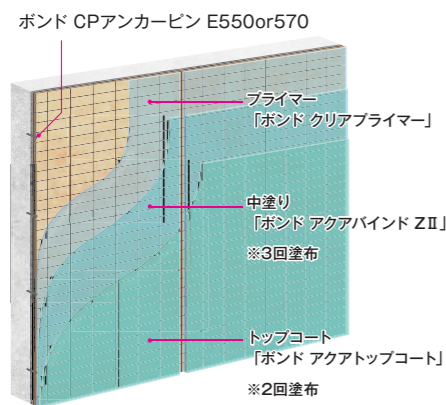 ボンド CPアンカーピン E550or570
プライマー
「ボンド クリアプライマー」
中塗り
「ボンド アクアバインド ZⅡ」
※3回塗布
トップコート
「ボンド アクアトップコート」
※2回塗布